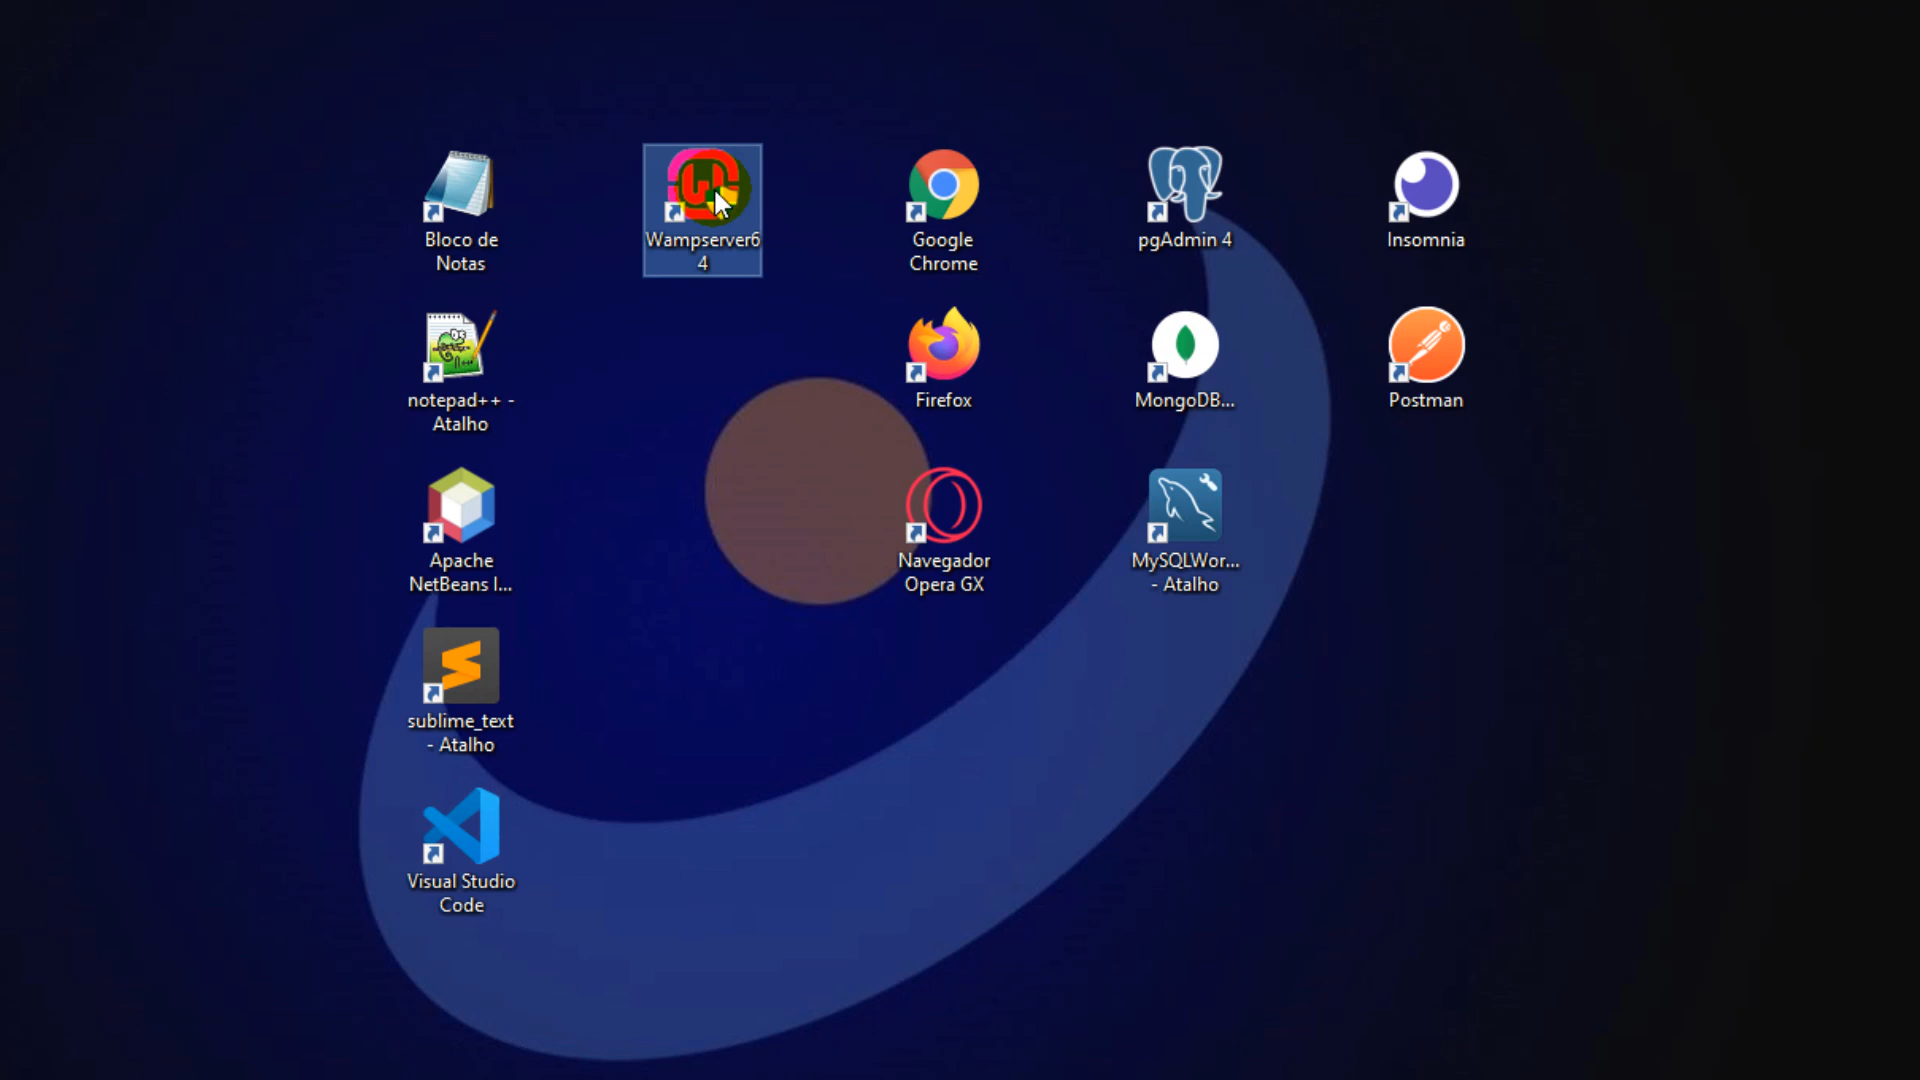 Bloco de
Notas
Wampserver6
4
Google
Chrome
pgAdmin 4
Insomnia
notepad++ -
Atalho
Firefox
MongoDB...
Postman
Apache
NetBeans I...
Navegador
Opera GX
MySQLWor...
- Atalho
sublime_text
- Atalho
Visual Studio
Code